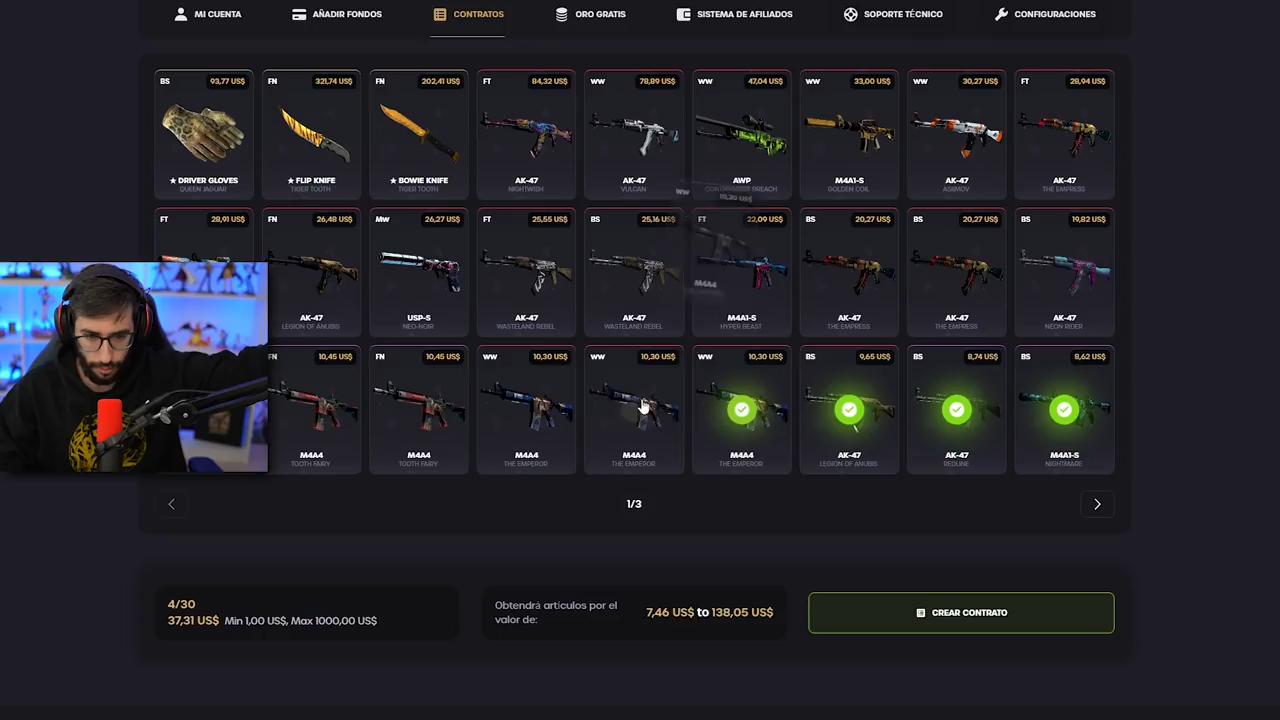 MI CUENTA
AÑADIR FONDOS
CONTRATOS
ORO GRATIS
SISTEMA DE AFILIADOS
SOPORTE TÉCNICO
CONFIGURACIONES
BS 93,77 US$
FN 321,74 US$
FN 202,41 US$
FT 84,32 US$
WW 78,89 US$
WW 47,04 US$
WW 33,00 US$
WW 30,27 US$
FT 28,94 US$
★ DRIVER GLOVES
QUEEN JAGUAR
★ FLIP KNIFE
TIGER TOOTH
★ BOWIE KNIFE
TIGER TOOTH
AK-47
NIGHTWISH
AK-47
VULCAN
AWP
AK-47
ASIIMOV
M4A1-S
GOLDEN COIL
AK-47
THE EMPRESS
WW
10,30 US$
M4A4
FT 28,91 US$
FN 26,48 US$
Mw 26,27 US$
FT 25,55 US$
BS 25,16 US$
FT 22,09 US$
BS 20,27 US$
BS 20,27 US$
BS 19,82 US$
AK-47
LEGION OF ANUBIS
USP-S
NEO-NOIR
AK-47
WASTELAND REBEL
AK-47
WASTELAND REBEL
M4A1-S
HYPER BEAST
AK-47
THE EMPRESS
AK-47
THE EMPRESS
AK-47
NEON RIDER
FN 10,45 US$
FN 10,45 US$
WW 10,30 US$
WW 10,30 US$
WW 10,30 US$
BS 9,65 US$
BS 8,74 US$
BS 8,62 US$
M4A4
TOOTH FAIRY
M4A4
TOOTH FAIRY
M4A4
THE EMPEROR
M4A4
THE EMPEROR
M4A4
THE EMPEROR
AK-47
LEGION OF ANUBIS
AK-47
REDLINE
M4A1-S
NIGHTMARE
1/3
4/30
37,31 US$ Min 1,00 US$, Max 1000,00 US$
Obtendrá artículos por el
valor de:
7,46 US$ to 138,05 US$
CREAR CONTRATO